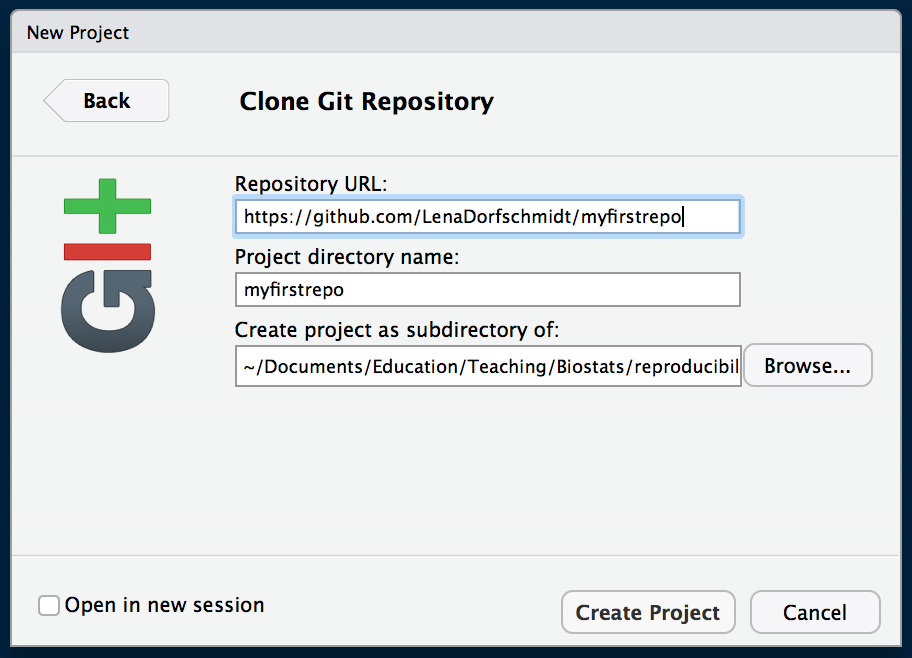 New Project
Back
Clone Git Repository
Repository URL:
https://github.com/LenaDorfschmidt/myfirstrepo
Project directory name:
myfirstrepo
Create project as subdirectory of:
~/Documents/Education/Teaching/Biostats/reproducibil
Browse...
GIt
Open in new session
Create Project
Cancel